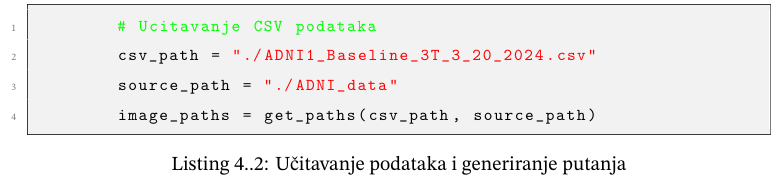 1 # Ucitavanje CSV podataka
2 csv_path = "./ADNI1_Baseline_3T_3_20_2024.csv"
3 source_path = "./ADNI_data"
4 image_paths = get_paths(csv_path, source_path)
Listing 4..2: Učitavanje podataka i generiranje putanja